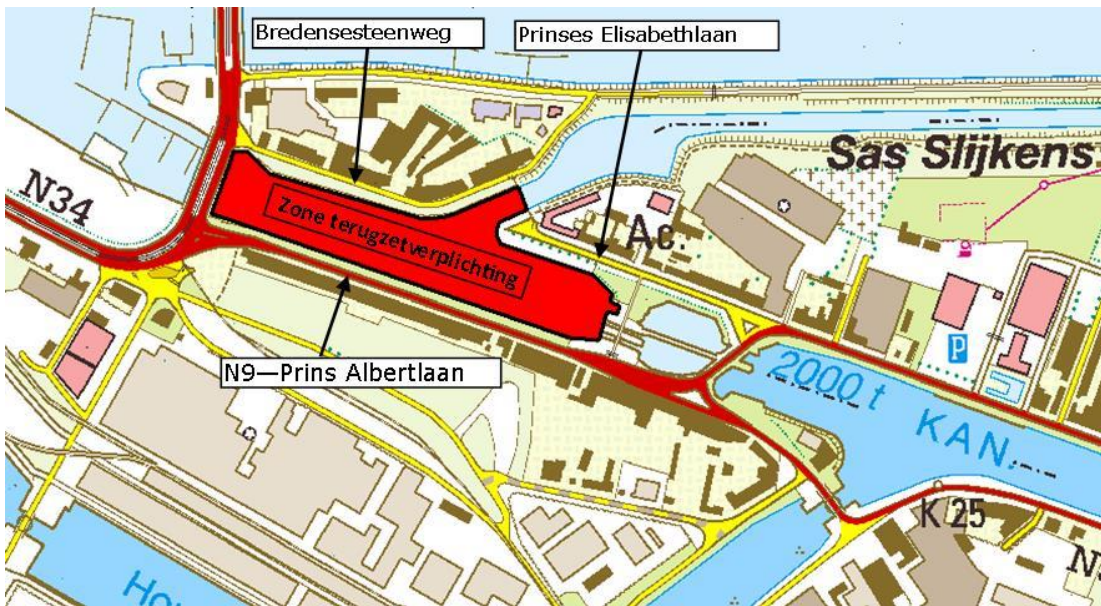 Bredensesteenweg
Prinses Elisabethlaan
Sas Slijkens
N34
Zone terugzetverplichting
Ac.
N9—Prins Albertlaan
P
2000 t KAN.
K 25